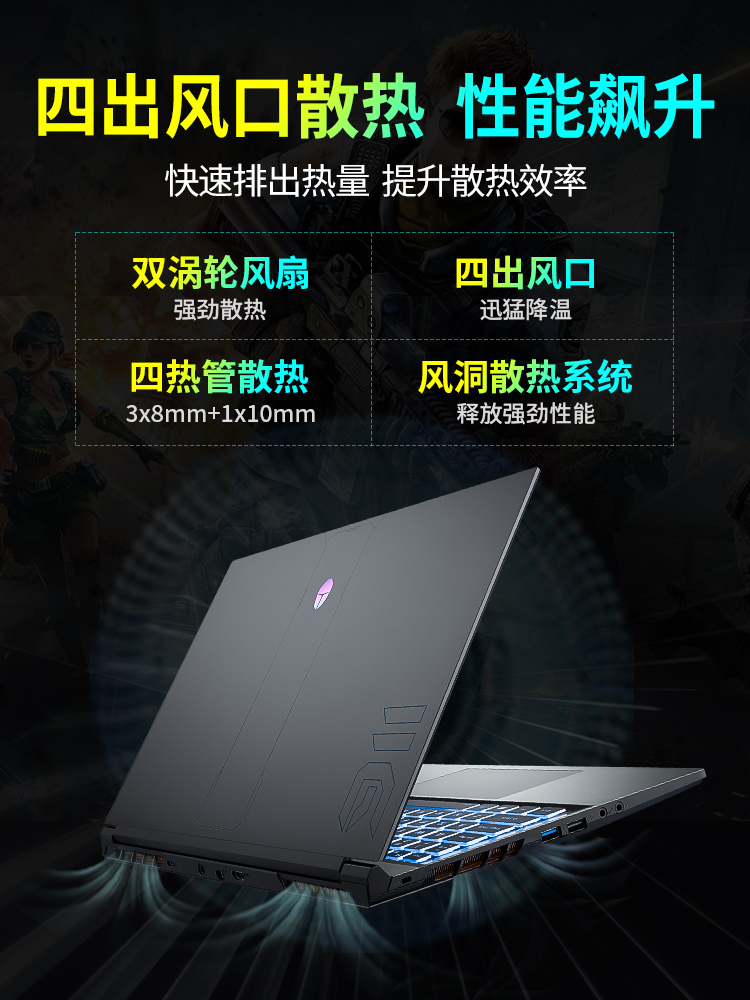 四出风口散热 性能飙升
快速排出热量 提升散热效率
双涡轮风扇
强劲散热
四出风口
迅猛降温
四热管散热
3x8mm+1x10mm
风洞散热系统
释放强劲性能